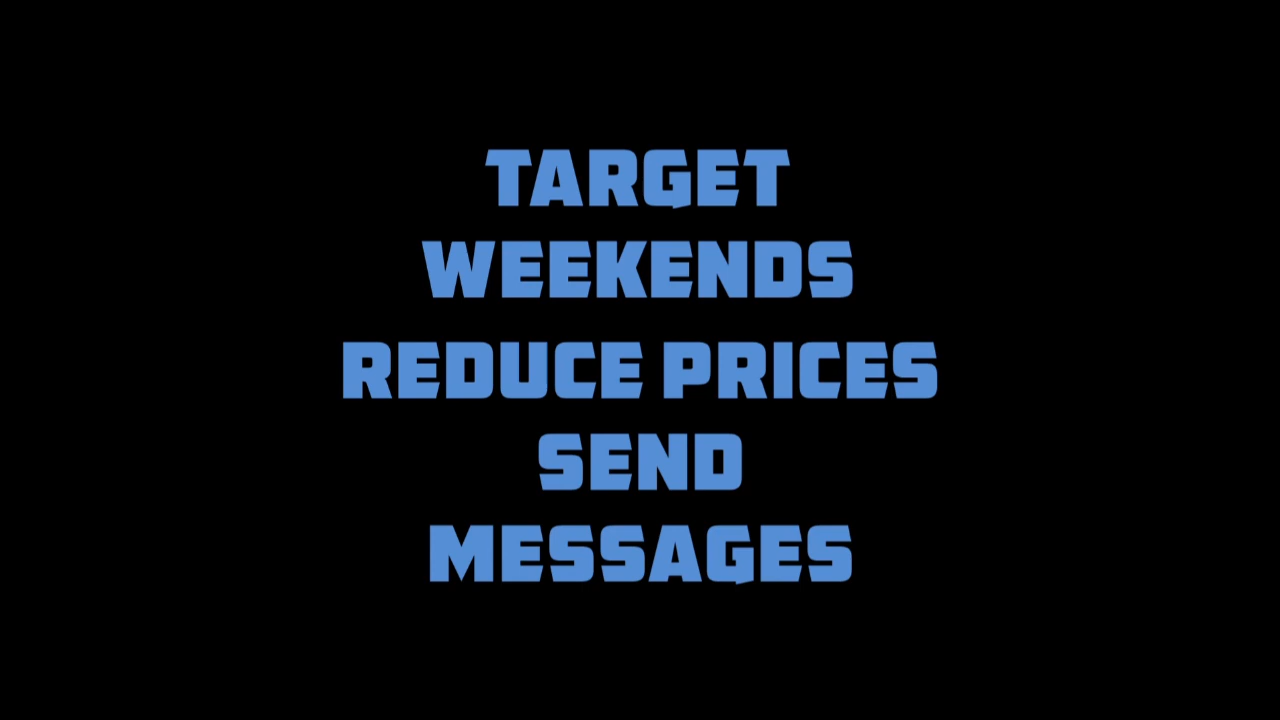 TARGET
WEEKENDS
REDUCE PRICES
SEND
MESSAGES